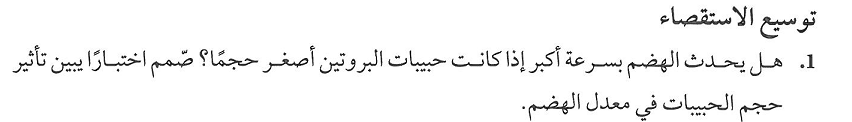 توسيع الاستقصاء
1. هل يحدث الهضم بسرعة أكبر إذا كانت حبيبات البروتين أصغر حجمًا؟ صّمم اختبارًا يبين تأثير
حجم الحبيبات في معدل الهضم.